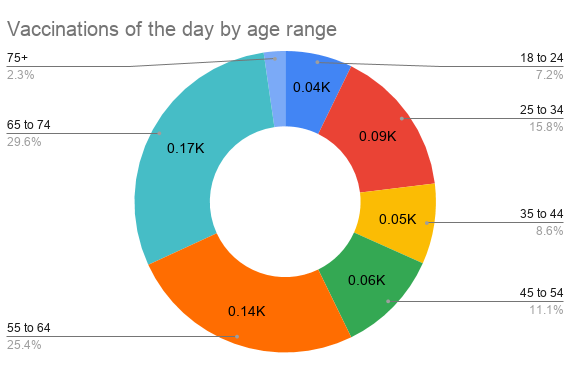 Vaccinations of the day by age range
75+
2.3%
18 to 24
7.2%
0.04K
25 to 34
15.8%
0.09K
65 to 74
29.6%
0.17K
35 to 44
8.6%
0.05K
0.06K
45 to 54
11.1%
0.14K
55 to 64
25.4%